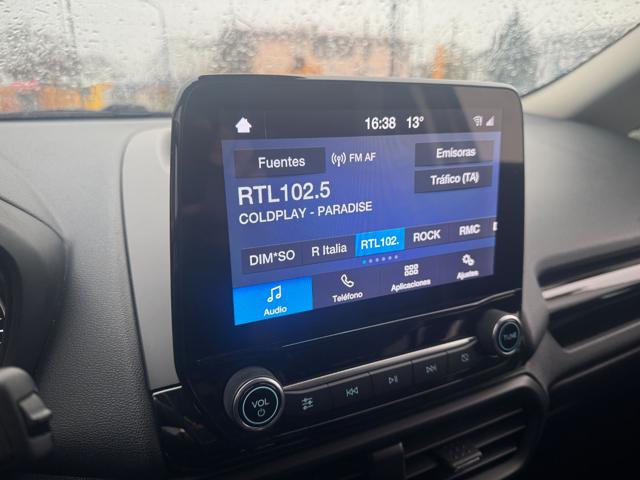 16:38 13°
Fuentes FM AF Emisoras
Tráfico (TA)
RTL102.5
COLDPLAY - PARADISE
DIM*SO R Italia RTL102. ROCK RMC
Audio Teléfono Aplicaciones Ajustes
VOL TUNE